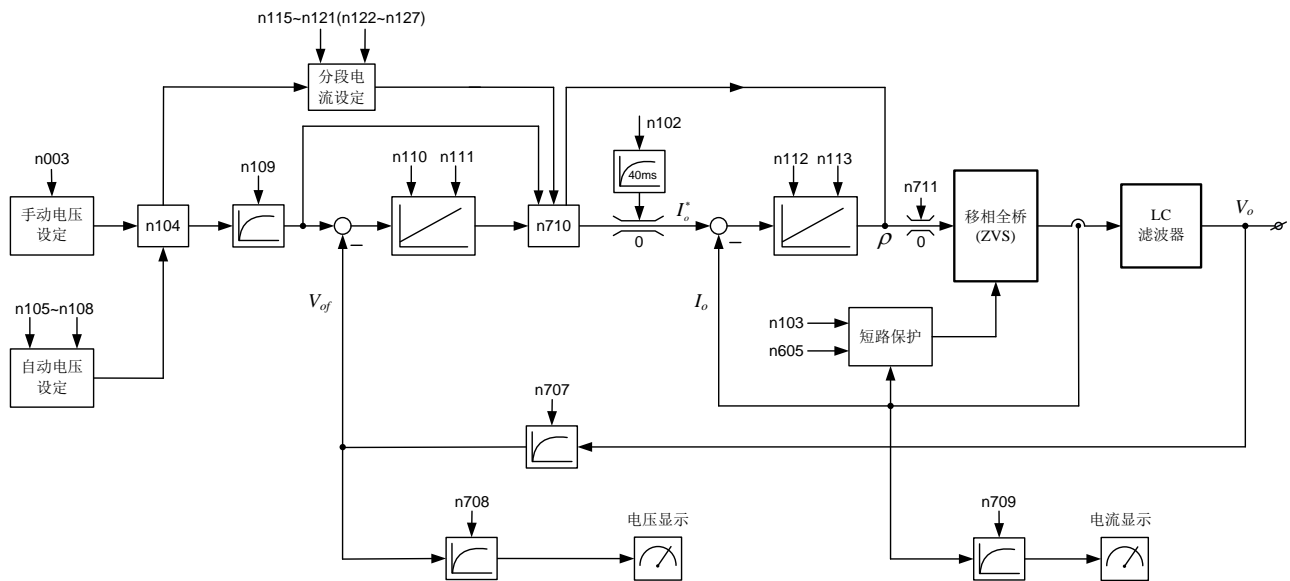 n115~n121(n122~n127)
分段电
流设定
n102
40ms
n003
手动电压
设定
n104
n109
n110
n111
n710
0
I*o
n112
n113
ρ
n711
0
移相全桥
(ZVS)
LC
滤波器
Vo
n105~n108
自动电压
设定
Vof
Io
n103
n605
短路保护
n707
n708
电压显示
n709
电流显示